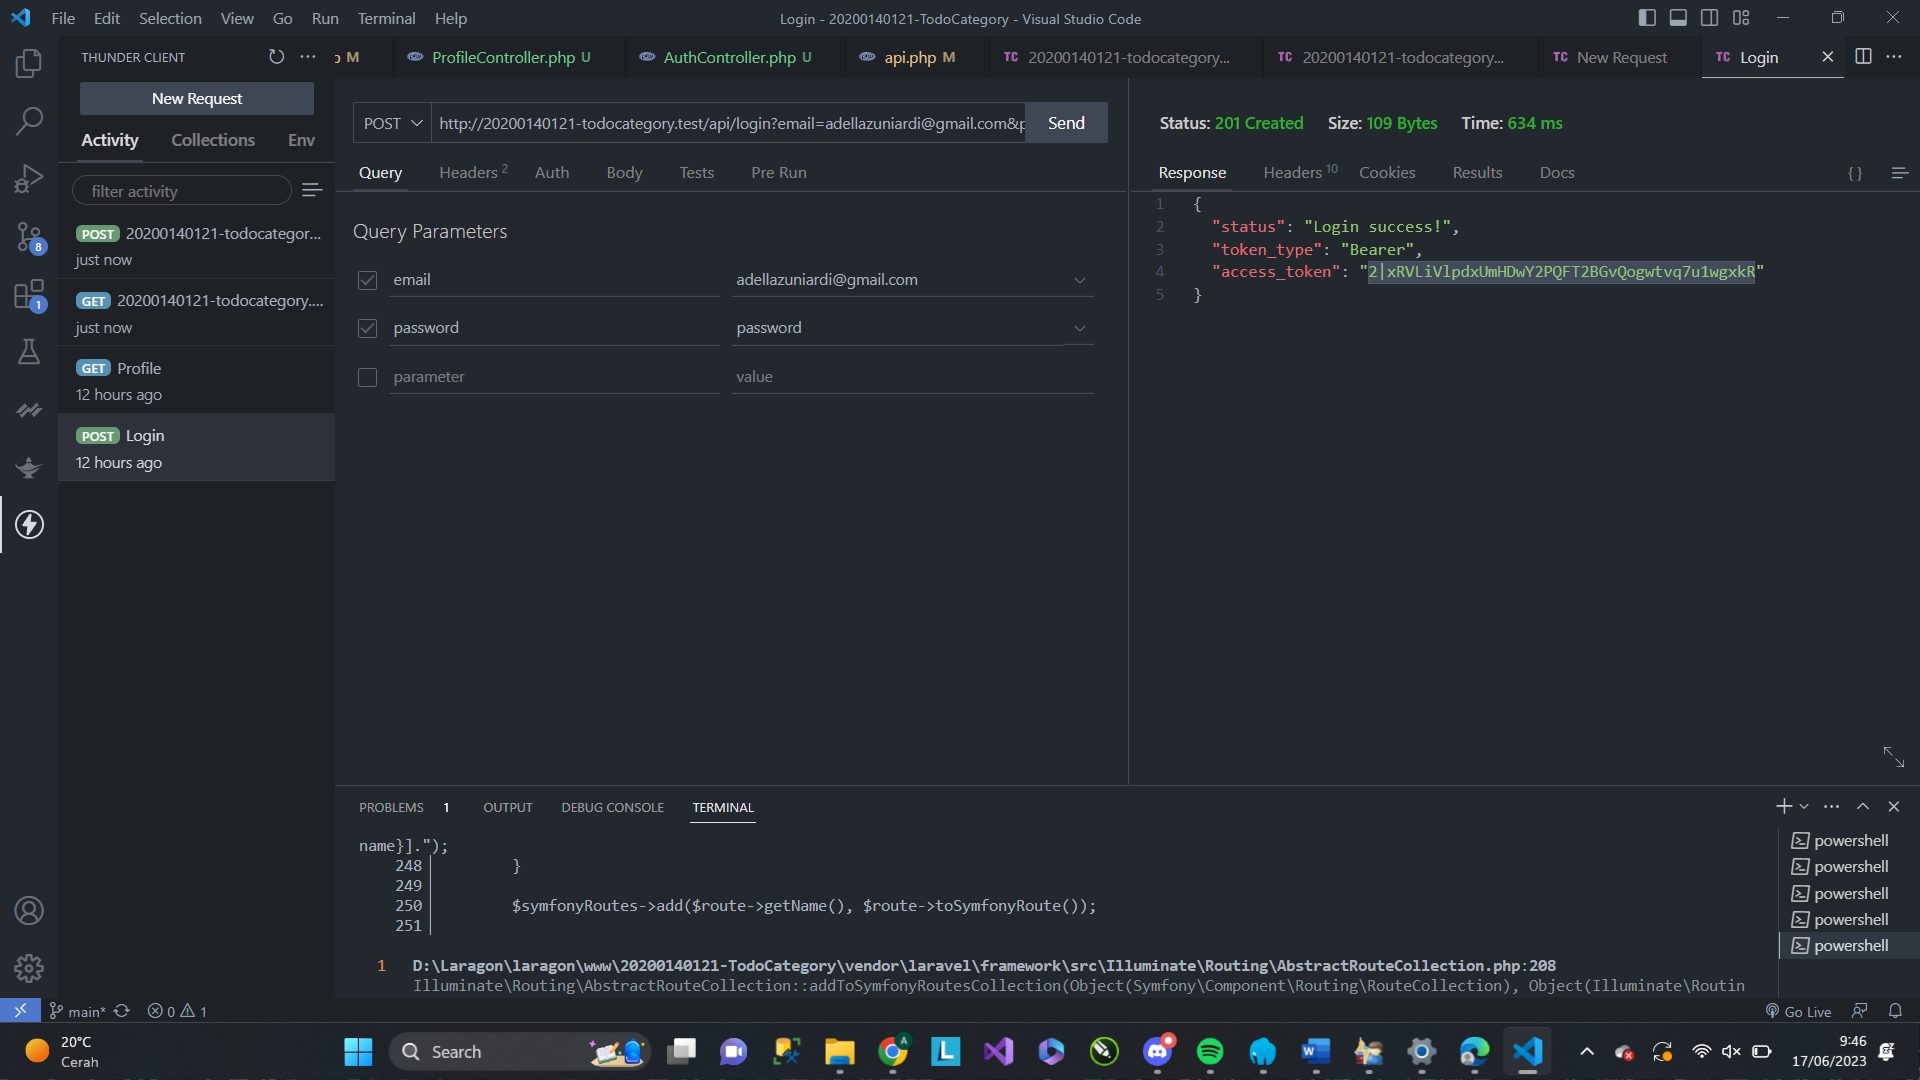 File Edit Selection View Go Run Terminal Help
Login - 20200140121-TodoCategory - Visual Studio Code
THUNDER CLIENT
New Request
Activity Collections Env
filter activity
POST 20200140121-todocategor...
just now
GET 20200140121-todocategory....
just now
GET Profile
12 hours ago
POST Login
12 hours ago
8
1
p M
ProfileController.php U
AuthController.php U
api.php M
TC 20200140121-todocategory...
TC 20200140121-todocategory...
TC New Request
TC Login
POST http://20200140121-todocategory.test/api/login?email=adellazuniardi@gmail.com&p Send
Query Headers 2 Auth Body Tests Pre Run
Query Parameters
email adellazuniardi@gmail.com
password password
parameter value
Status: 201 Created Size: 109 Bytes Time: 634 ms
Response Headers 10 Cookies Results Docs { }
1 {
2 "status": "Login success!",
3 "token_type": "Bearer",
4 "access_token": "2|xRVLiVlpdxUmHDwY2PQFT2BGvQogwtvq7u1wgxkR"
5 }
PROBLEMS 1 OUTPUT DEBUG CONSOLE TERMINAL
name}].");
248 }
249
250 $symfonyRoutes->add($route->getName(), $route->toSymfonyRoute());
251
1 D:\Laragon\laragon\www\20200140121-TodoCategory\vendor\laravel\framework\src\Illuminate\Routing\AbstractRouteCollection.php:208
Illuminate\Routing\AbstractRouteCollection::addToSymfonyRoutesCollection(Object(Symfony\Component\Routing\RouteCollection), Object(Illuminate\Routin
powershell
powershell
powershell
powershell
powershell
main* 0 1
Go Live
20°C
Cerah
Search
A
L
9:46
17/06/2023